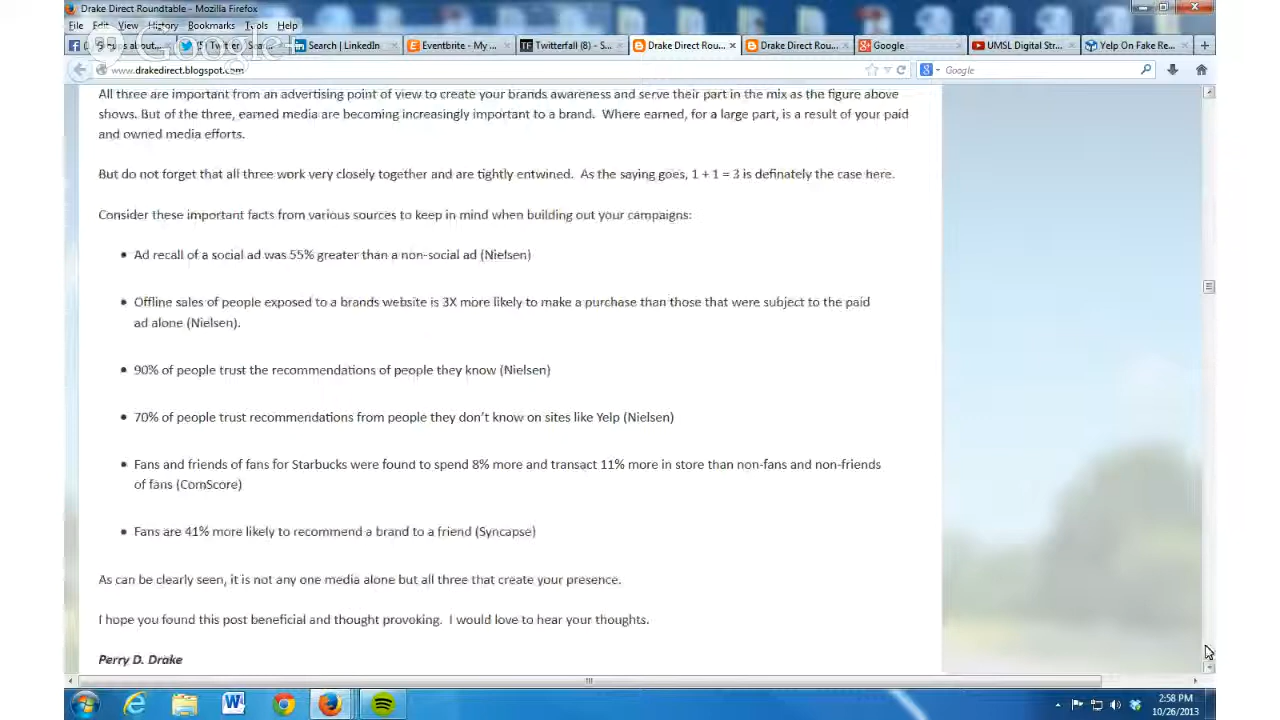 Drake Direct Roundtable - Mozilla Firefox
File Edit View History Bookmarks Tools Help
Search | LinkedIn
Eventbrite - My ...
Twitterfall (5) - S...
Drake Direct Rou...
Drake Direct Rou...
Google
UMSL Digital Str...
Yelp On Fake Re...
Google+
www.drakedirect.blogspot.com
Google
All three are important from an advertising point of view to create your brands awareness and serve their part in the mix as the figure above
shows. But of the three, earned media are becoming increasingly important to a brand. Where earned, for a large part, is a result of your paid
and owned media efforts.
But do not forget that all three work very closely together and are tightly entwined. As the saying goes, 1 + 1 = 3 is definately the case here.
Consider these important facts from various sources to keep in mind when building out your campaigns:
• Ad recall of a social ad was 55% greater than a non-social ad (Nielsen)
• Offline sales of people exposed to a brands website is 3X more likely to make a purchase than those that were subject to the paid
ad alone (Nielsen).
• 90% of people trust the recommendations of people they know (Nielsen)
• 70% of people trust recommendations from people they don't know on sites like Yelp (Nielsen)
• Fans and friends of fans for Starbucks were found to spend 8% more and transact 11% more in store than non-fans and non-friends
of fans (ComScore)
• Fans are 41% more likely to recommend a brand to a friend (Syncapse)
As can be clearly seen, it is not any one media alone but all three that create your presence.
I hope you found this post beneficial and thought provoking. I would love to hear your thoughts.
Perry D. Drake
2:58 PM
10/26/2013